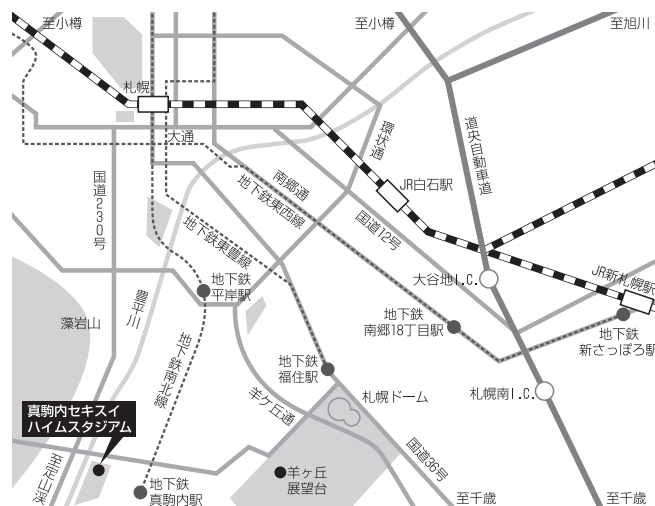 至小樽
至小樽
至旭川
札幌
大通
環状通
道央自動車道
国道230号
南郷通
地下鉄東西線
JR白石駅
地下鉄東豊線
国道12号
大谷地I.C.
JR新札幌駅
地下鉄
平岸駅
豊平川
藻岩山
地下鉄南北線
地下鉄
南郷18丁目駅
地下鉄
新さっぽろ駅
地下鉄
福住駅
羊ケ丘通
札幌ドーム
札幌南I.C.
真駒内セキスイ
ハイムスタジアム
国道36号
至定山渓
羊ヶ丘
展望台
地下鉄
真駒内駅
至千歳
至千歳